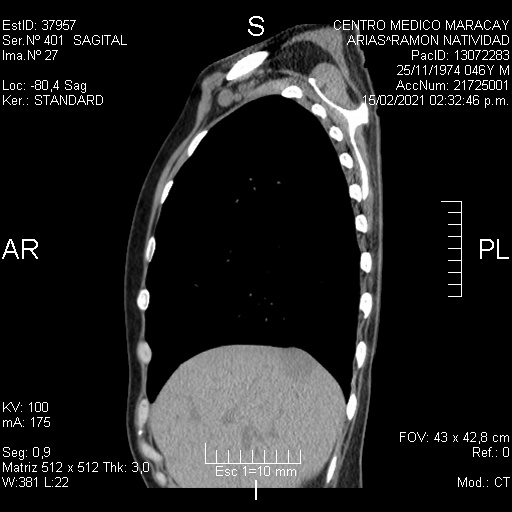 EstID: 37957
Ser.Nº 401 SAGITAL
Ima.Nº 27
Loc: -80,4 Sag
Ker.: STANDARD
S
CENTRO MEDICO MARACAY
ARIAS^RAMON NATIVIDAD
PacID: 13072283
25/11/1974 046Y M
AccNum: 21725001
15/02/2021 02:32:46 p.m.
AR
PL
KV: 100
mA: 175
Seg: 0,9
Matriz 512 x 512 Thk: 3,0
W:381 L:22
Esc 1=10 mm
I
FOV: 43 x 42,8 cm
Ref.: 0
Mod.: CT